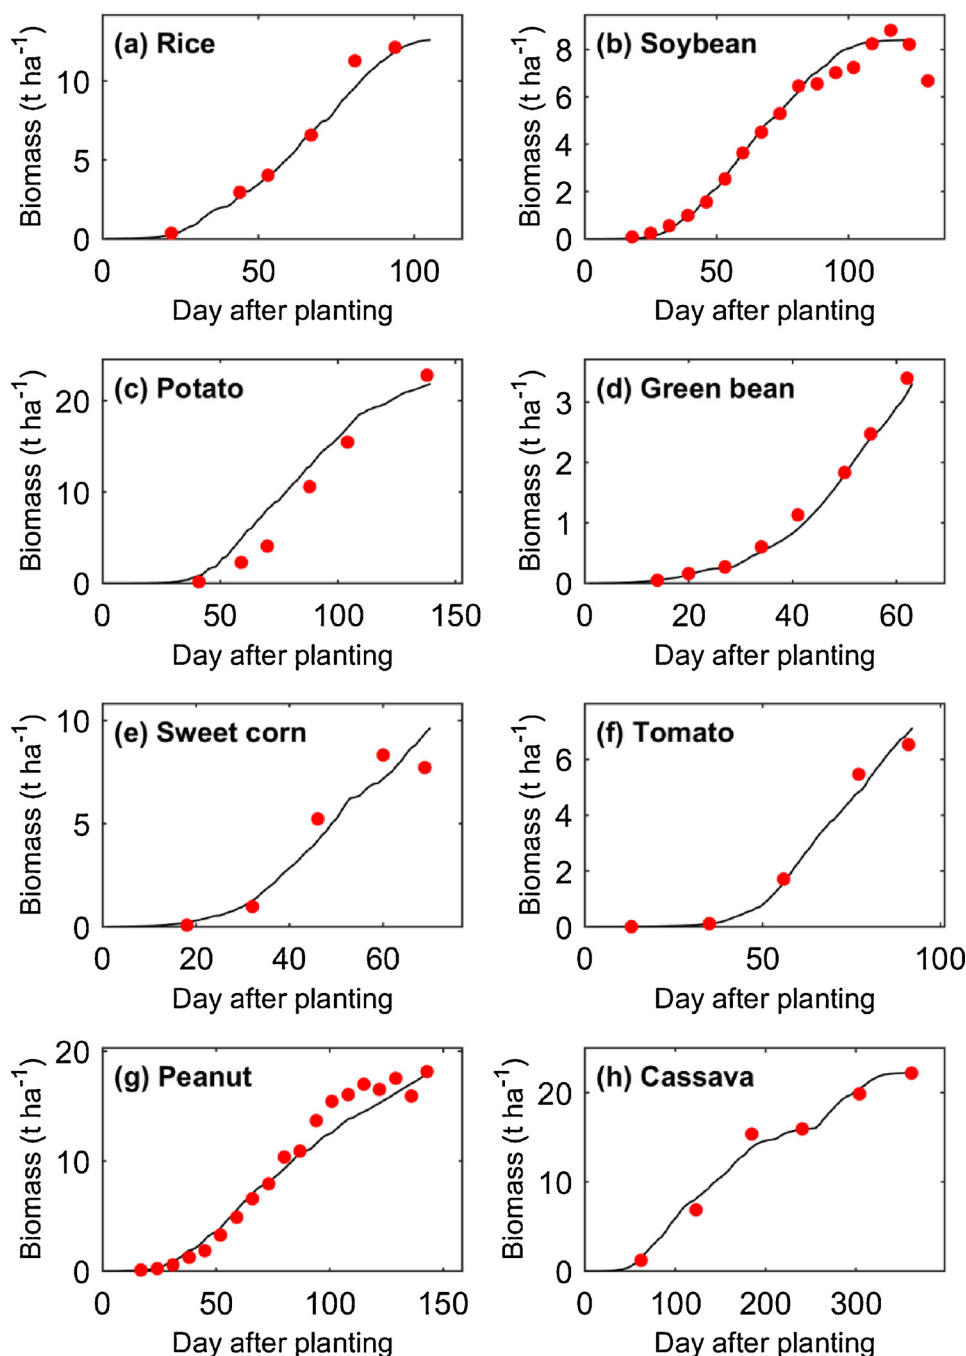 (a) Rice
Biomass (t ha⁻¹)
10
5
0
0 50 100
Day after planting
(b) Soybean
Biomass (t ha⁻¹)
8
6
4
2
0
0 50 100
Day after planting
(c) Potato
Biomass (t ha⁻¹)
20
10
0
0 50 100 150
Day after planting
(d) Green bean
Biomass (t ha⁻¹)
3
2
1
0
0 20 40 60
Day after planting
(e) Sweet corn
Biomass (t ha⁻¹)
10
5
0
0 20 40 60
Day after planting
(f) Tomato
Biomass (t ha⁻¹)
6
4
2
0
0 50 100
Day after planting
(g) Peanut
Biomass (t ha⁻¹)
20
10
0
0 50 100 150
Day after planting
(h) Cassava
Biomass (t ha⁻¹)
20
10
0
0 100 200 300
Day after planting